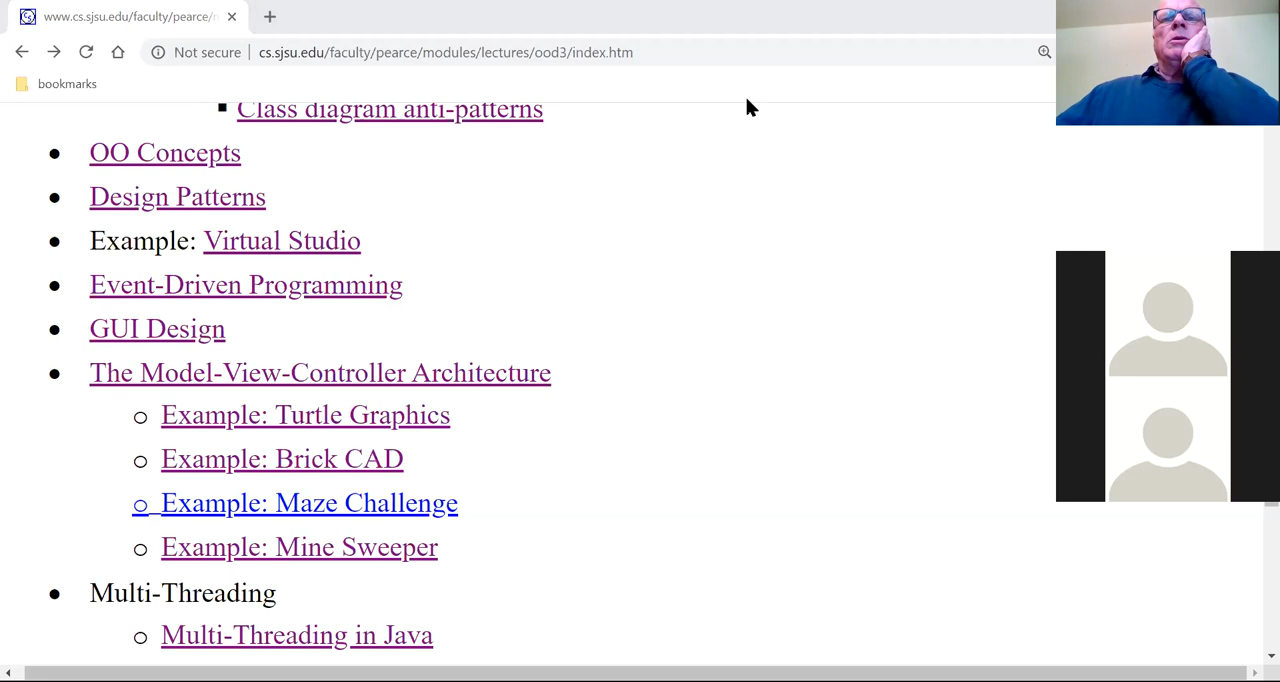 www.cs.sjsu.edu/faculty/pearce/m
Not secure
cs.sjsu.edu/faculty/pearce/modules/lectures/ood3/index.htm
bookmarks
Class diagram anti-patterns
OO Concepts
Design Patterns
Example: Virtual Studio
Event-Driven Programming
GUI Design
The Model-View-Controller Architecture
Example: Turtle Graphics
Example: Brick CAD
Example: Maze Challenge
Example: Mine Sweeper
Multi-Threading
Multi-Threading in Java